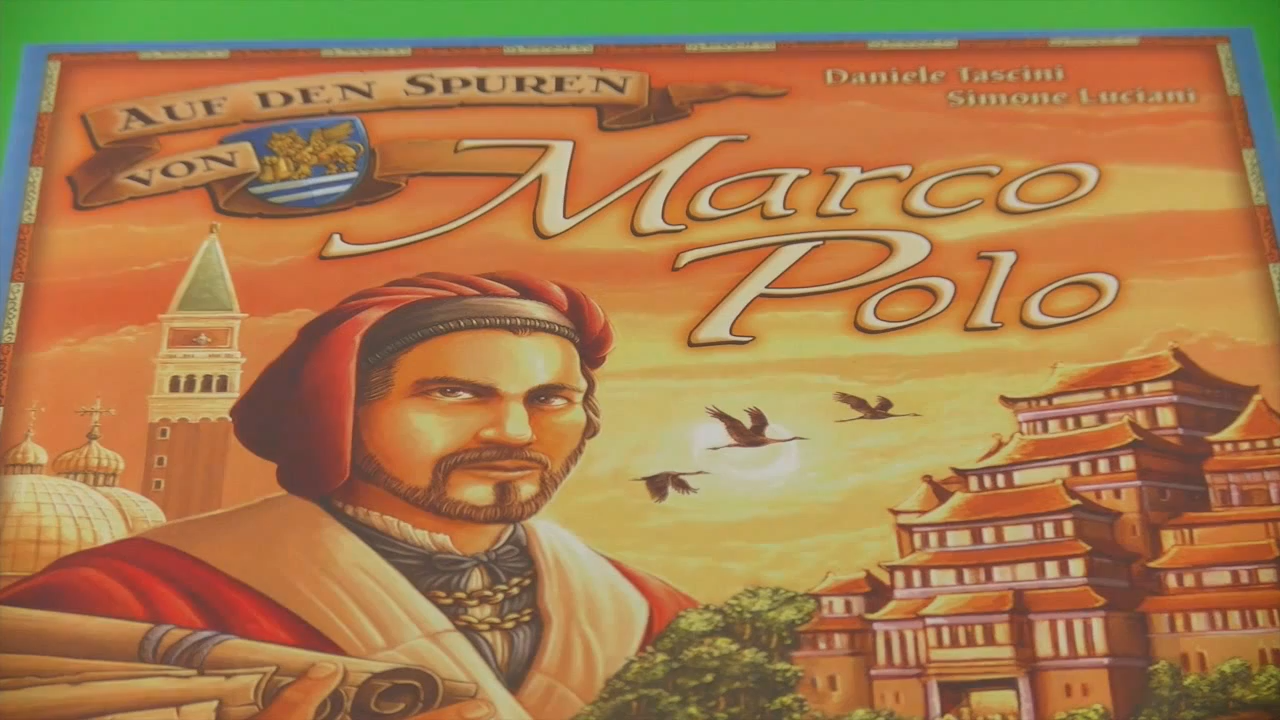 Auf den Spuren
von
Marco
Polo
Daniele Tascini
Simone Luciani